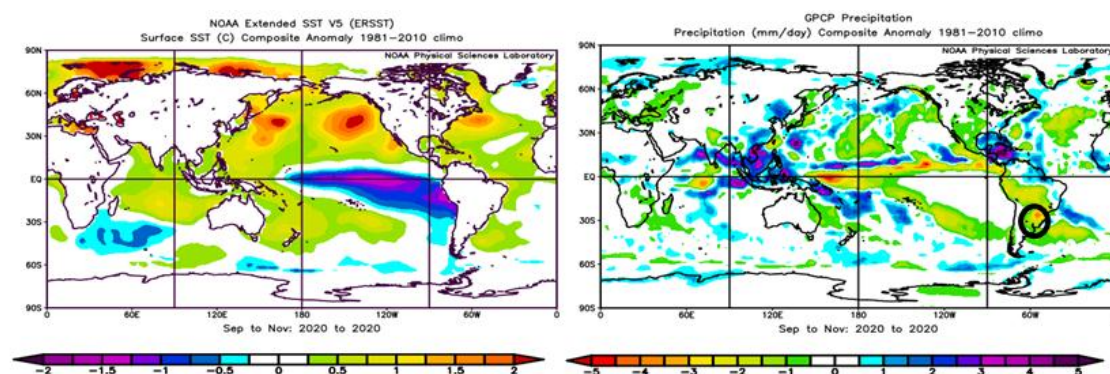 NOAA Extended SST V5 (ERSST)
Surface SST (C) Composite Anomaly 1981-2010 climo
NOAA Physical Sciences Laboratory
90N
60N
30N
EQ
30S
60S
90S
0
60E
120E
180
120W
60W
0
Sep to Nov: 2020 to 2020
-2
-1.5
-1
-0.5
0
0.5
1
1.5
2
GPCP Precipitation
Precipitation (mm/day) Composite Anomaly 1981-2010 climo
NOAA Physical Sciences Laboratory
90N
60N
30N
EQ
30S
60S
90S
0
60E
120E
180
120W
60W
Sep to Nov: 2020 to 2020
-5
-4
-3
-2
-1
0
1
2
3
4
5